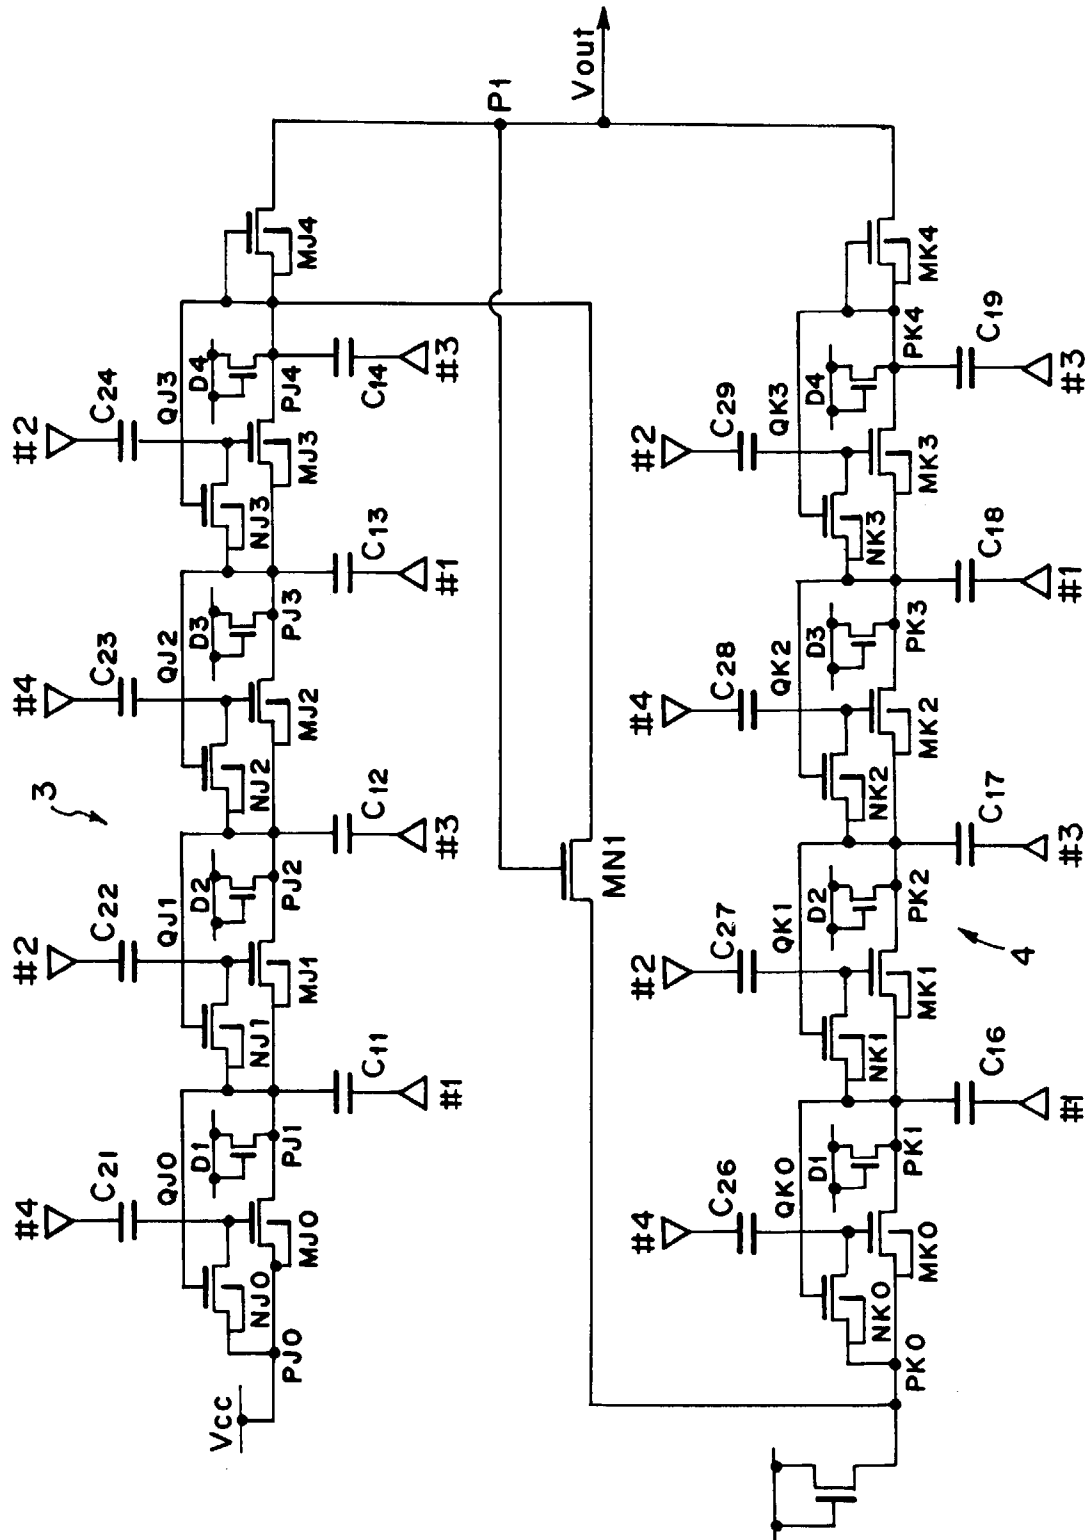 #4
#2
#4
#2
C21
C22
C23
C24
3
QJ0
QJ1
QJ2
QJ3
D1
D2
D3
D4
NJ0
NJ1
NJ2
NJ3
Vcc
PJ0
MJ0
PJ1
MJ1
PJ2
MJ2
PJ3
MJ3
PJ4
MJ4
C11
C12
C13
C14
#1
#3
#1
#3
P1
Vout
MN1
#4
#2
#4
#2
C26
C27
C28
C29
QK0
QK1
QK2
QK3
D1
D2
D3
D4
NK0
NK1
NK2
NK3
PK0
MK0
PK1
MK1
PK2
MK2
PK3
MK3
PK4
MK4
C16
C17
C18
C19
4
#1
#3
#1
#3